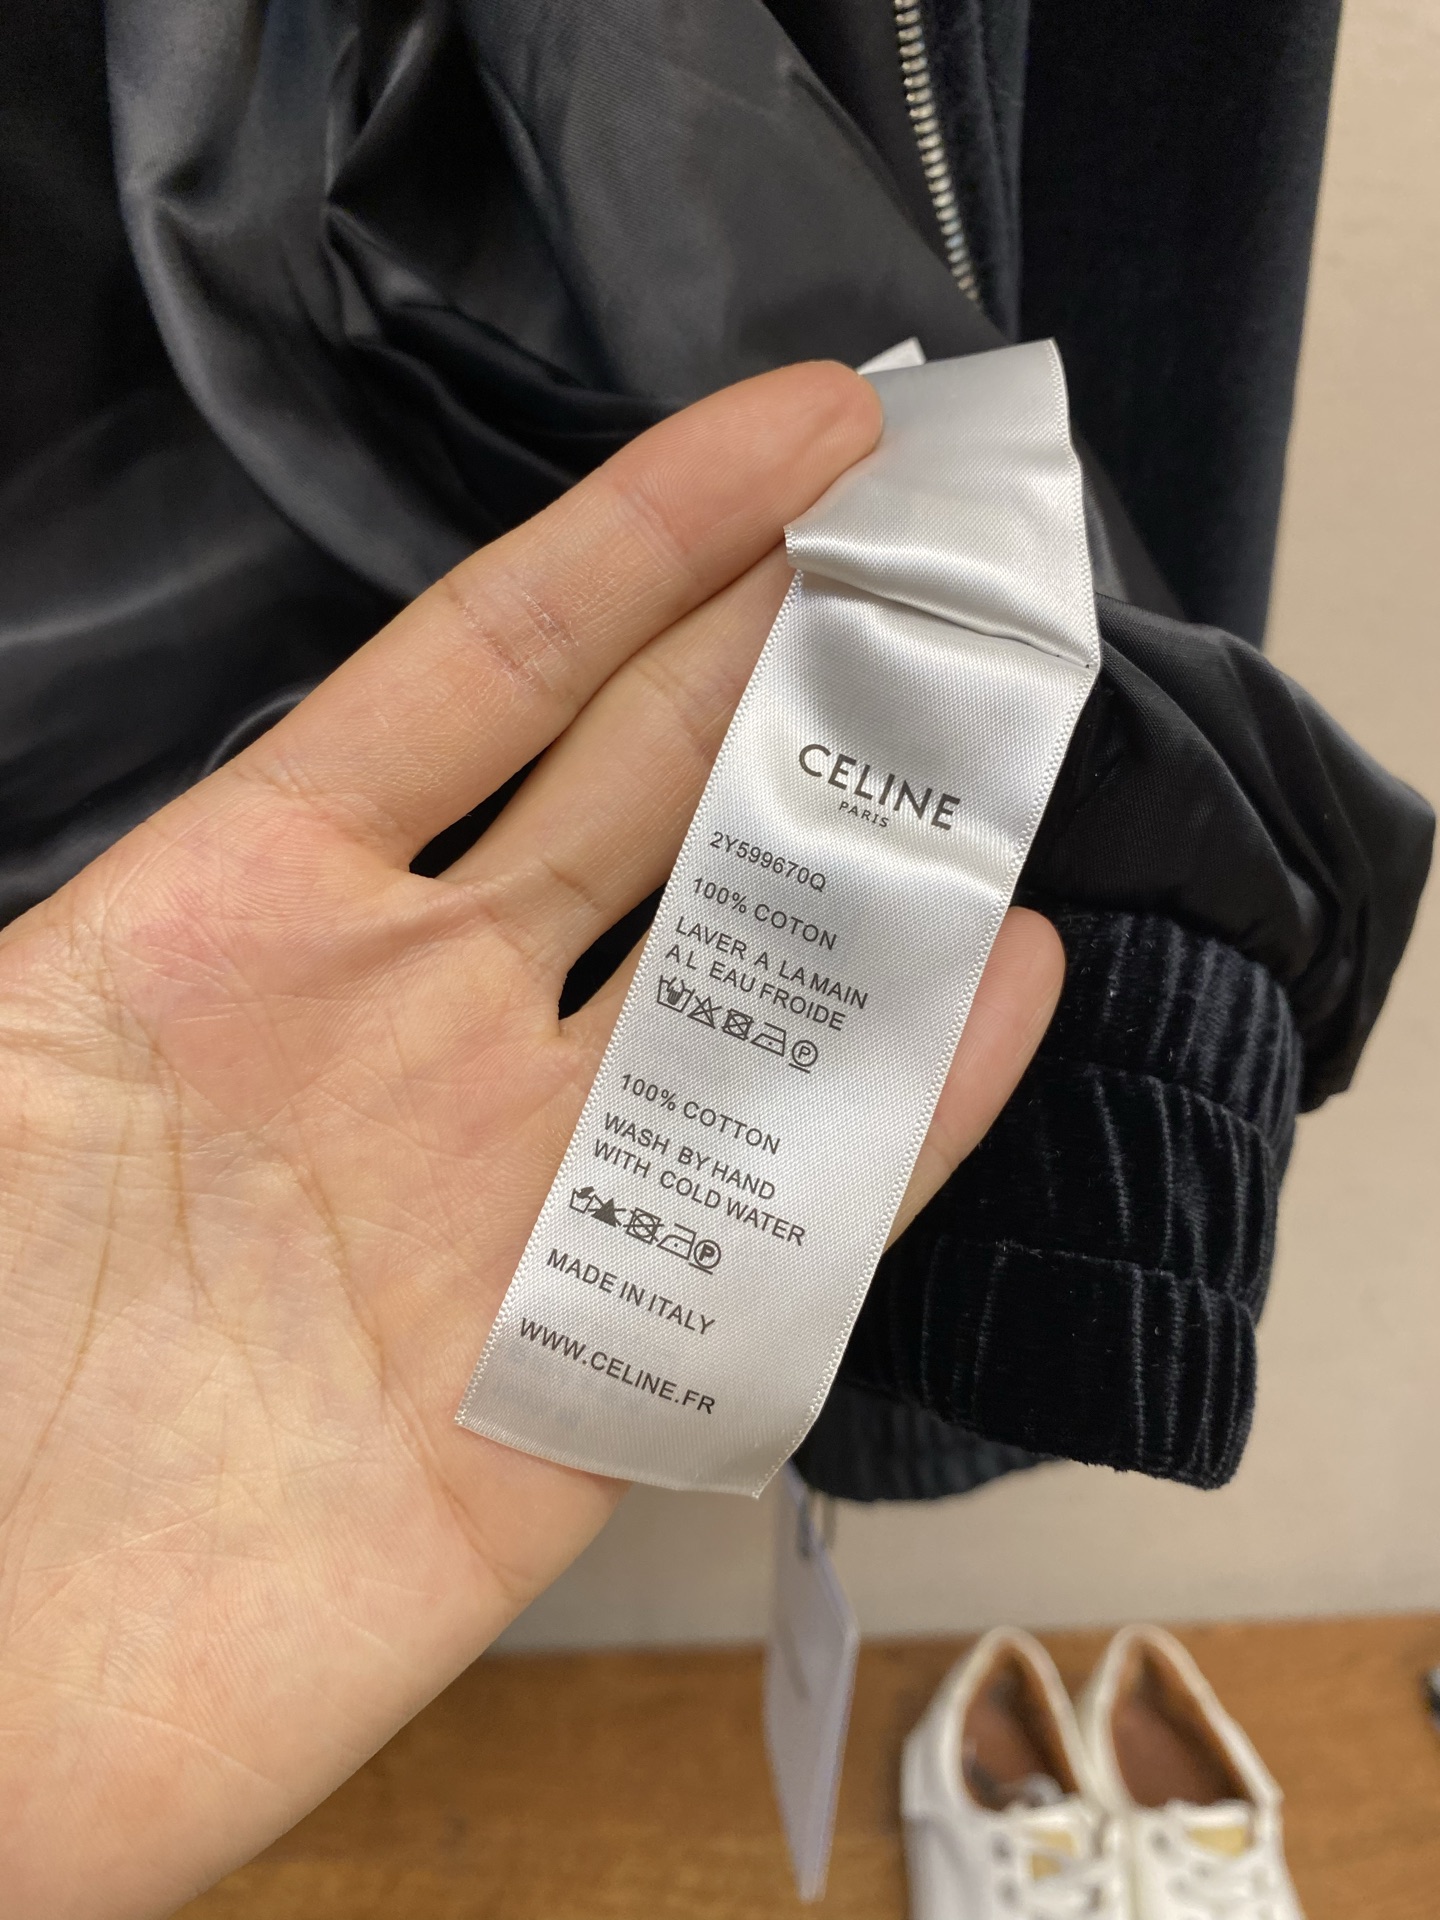 CELINE
PARIS
2Y599670Q
100% COTON
LAVER A LA MAIN
A L EAU FROIDE
P
100% COTTON
WASH BY HAND
WITH COLD WATER
P
MADE IN ITALY
WWW.CELINE.FR